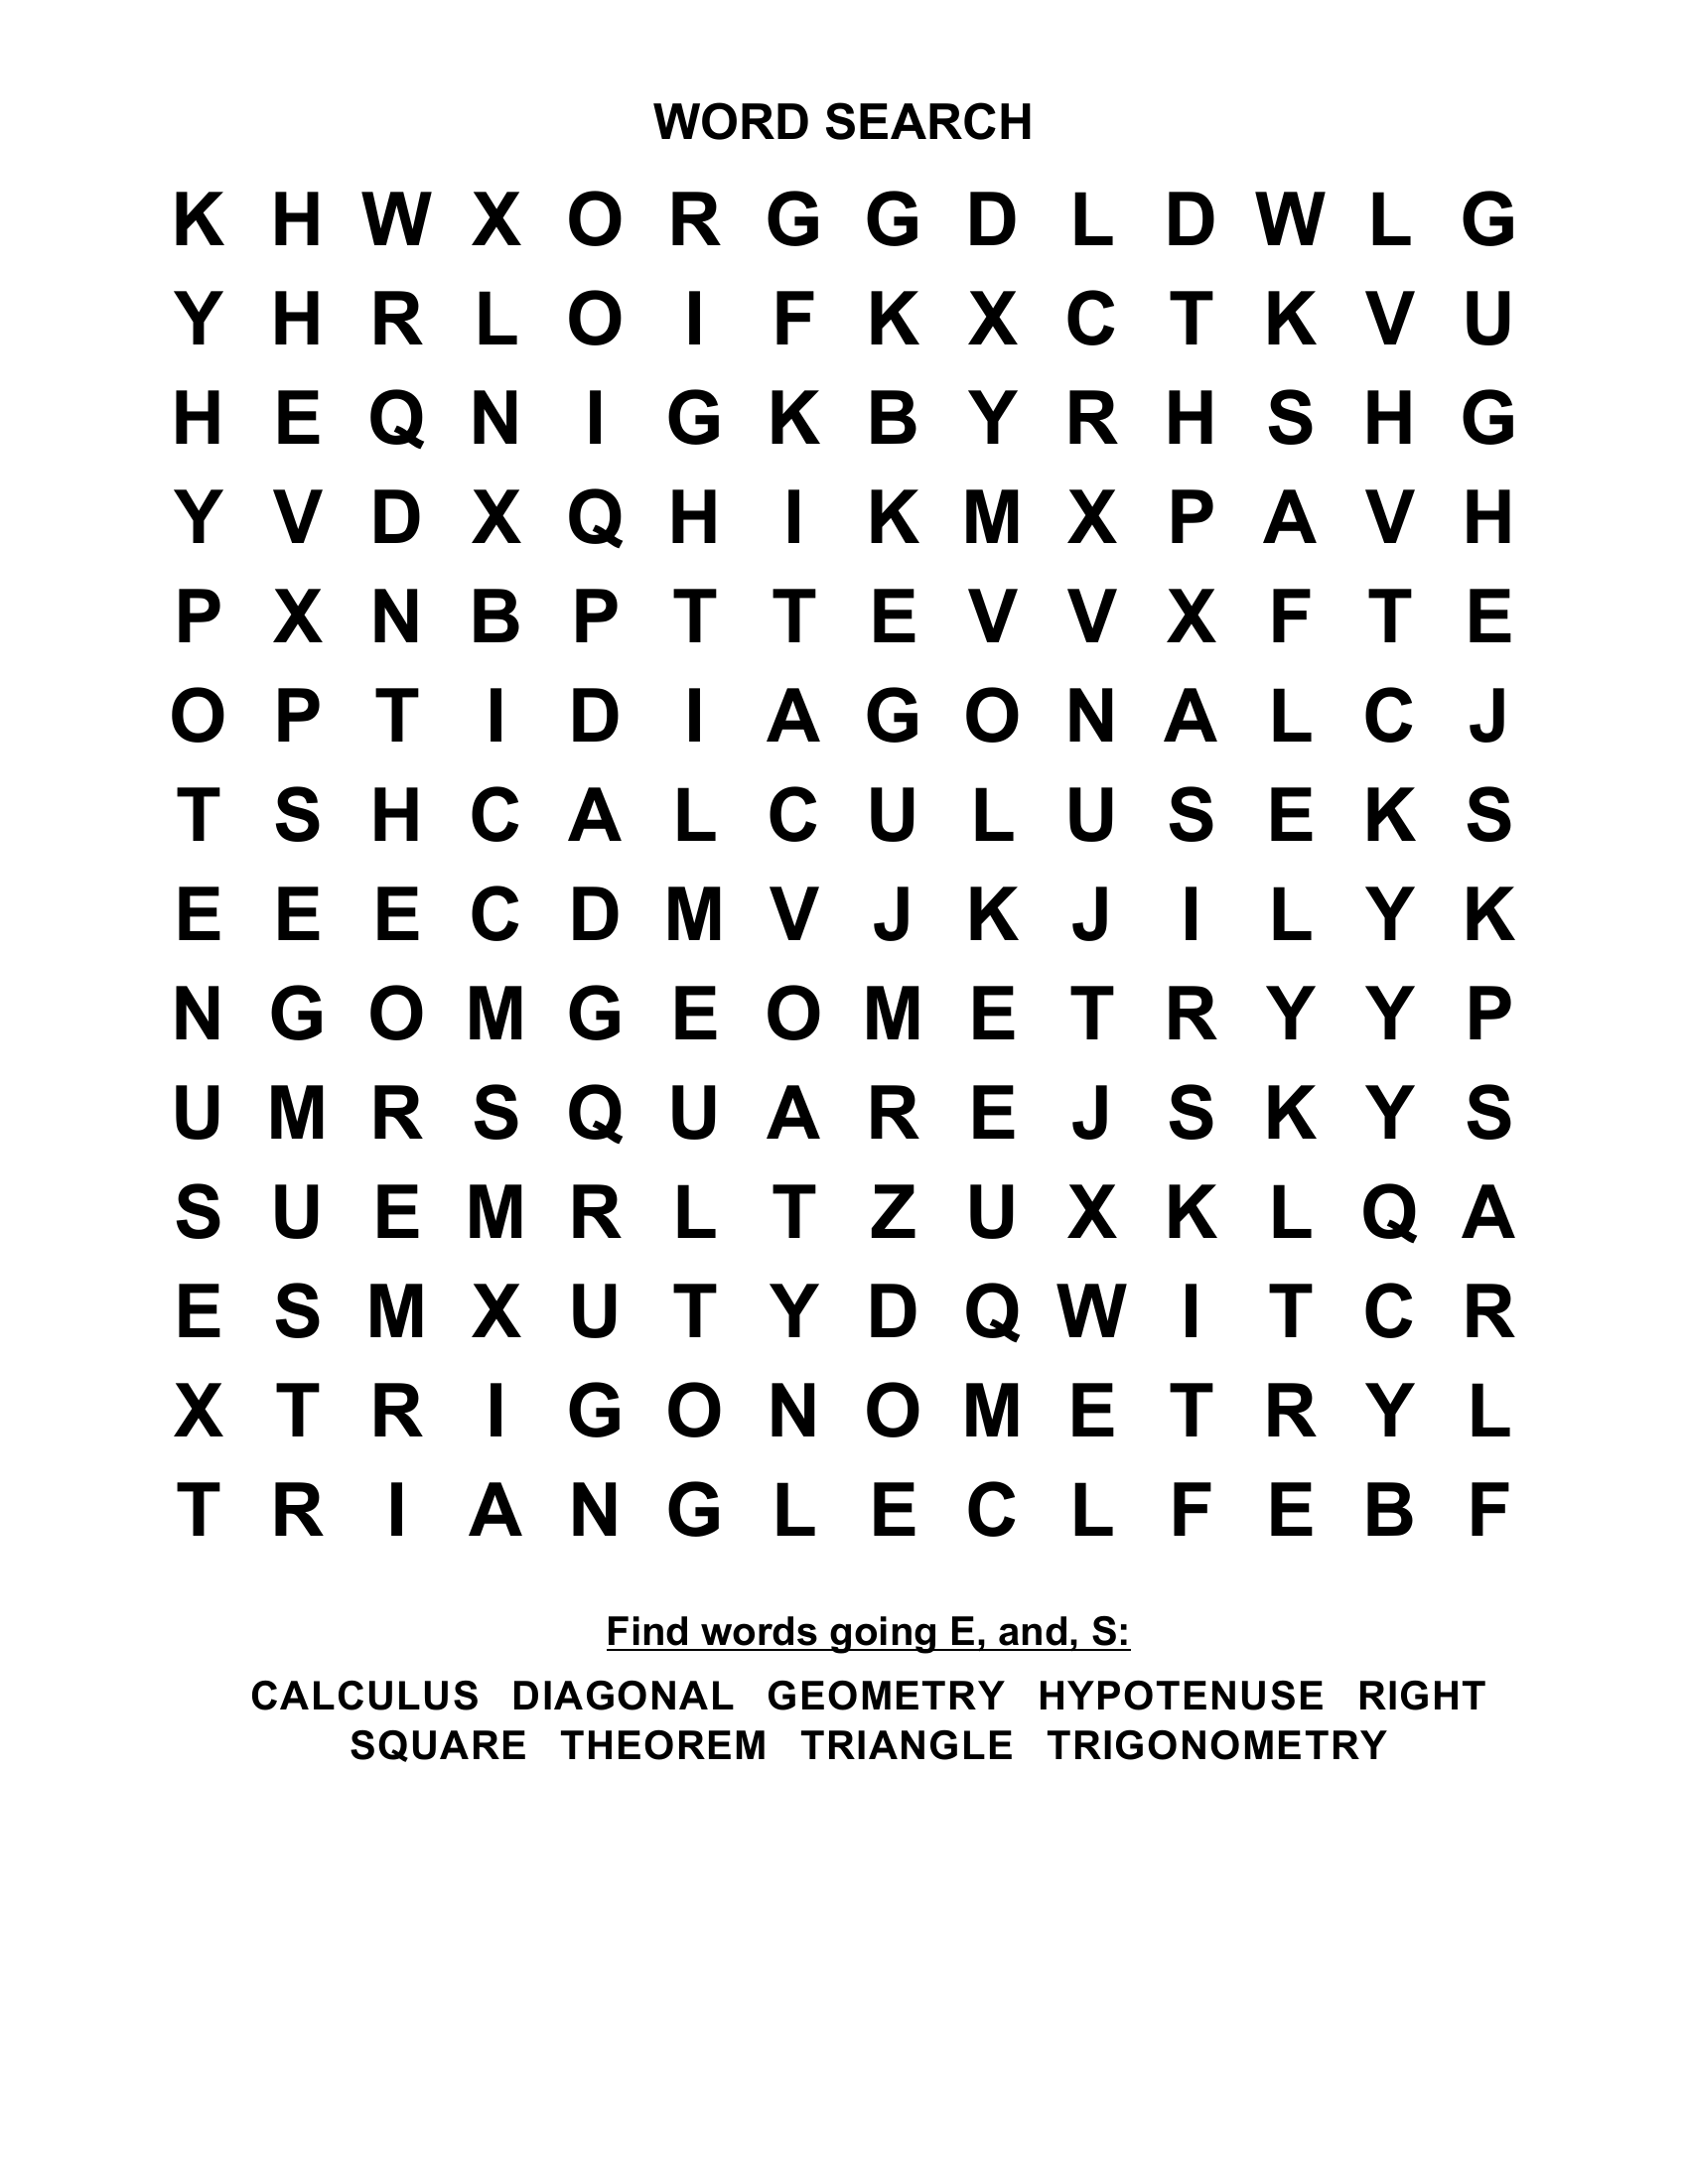 WORD SEARCH
K H W X O R G G D L D W L G
Y H R L O I F K X C T K V U
H E Q N I G K B Y R H S H G
Y V D X Q H I K M X P A V H
P X N B P T T E V V X F T E
O P T I D I A G O N A L C J
T S H C A L C U L U S E K S
E E E C D M V J K J I L Y K
N G O M G E O M E T R Y Y P
U M R S Q U A R E J S K Y S
S U E M R L T Z U X K L Q A
E S M X U T Y D Q W I T C R
X T R I G O N O M E T R Y L
T R I A N G L E C L F E B F
Find words going E, and, S:
CALCULUS DIAGONAL GEOMETRY HYPOTENUSE RIGHT
SQUARE THEOREM TRIANGLE TRIGONOMETRY